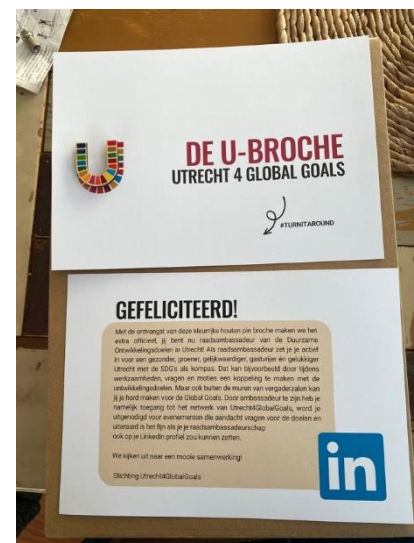 DE U-BROCHE
UTRECHT 4 GLOBAL GOALS
#TURNITAROUND
GEFELICITEERD!
Met de ontvangst van deze kleurrijke houten pin broche maken we het
extra officieel, jij bent nu raadsambassadeur van de Duurzame
Ontwikkelingsdoelen in Utrecht! Als raadsambassadeur zet je je actief
in voor een gezonder, groener, gelijkwaardiger, gastvrijer én gelukkiger
Utrecht met de SDG's als kompas. Dat kan bijvoorbeeld door tijdens
werkzaamheden, vragen en moties een koppeling te maken met de
ontwikkelingsdoelen. Maar ook buiten de muren van vergaderzalen kan
jij je hard maken voor de Global Goals. Door ambassadeur te zijn heb je
namelijk toegang tot het netwerk van Utrecht4GlobalGoals, word je
uitgenodigd voor evenementen die aandacht vragen voor de doelen en
uiteraard is het fijn als je je raadsambassadeurschap
ook op je LinkedIn profiel zou kunnen zetten.
We kijken uit naar een mooie samenwerking!
Stichting Utrecht4GlobalGoals
in